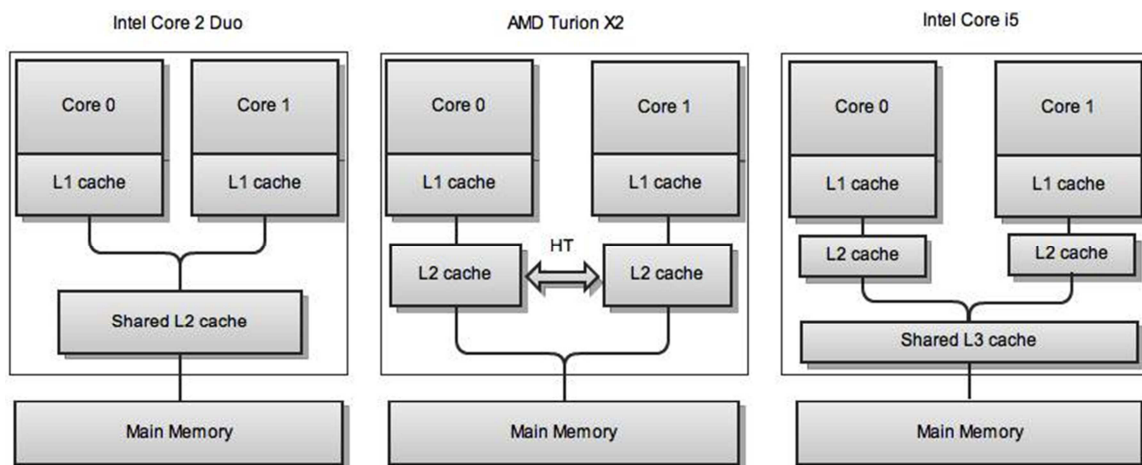 Intel Core 2 Duo
Core 0
Core 1
L1 cache
L1 cache
Shared L2 cache
Main Memory
AMD Turion X2
Core 0
Core 1
L1 cache
L1 cache
HT
L2 cache
L2 cache
Main Memory
Intel Core i5
Core 0
Core 1
L1 cache
L1 cache
L2 cache
L2 cache
Shared L3 cache
Main Memory